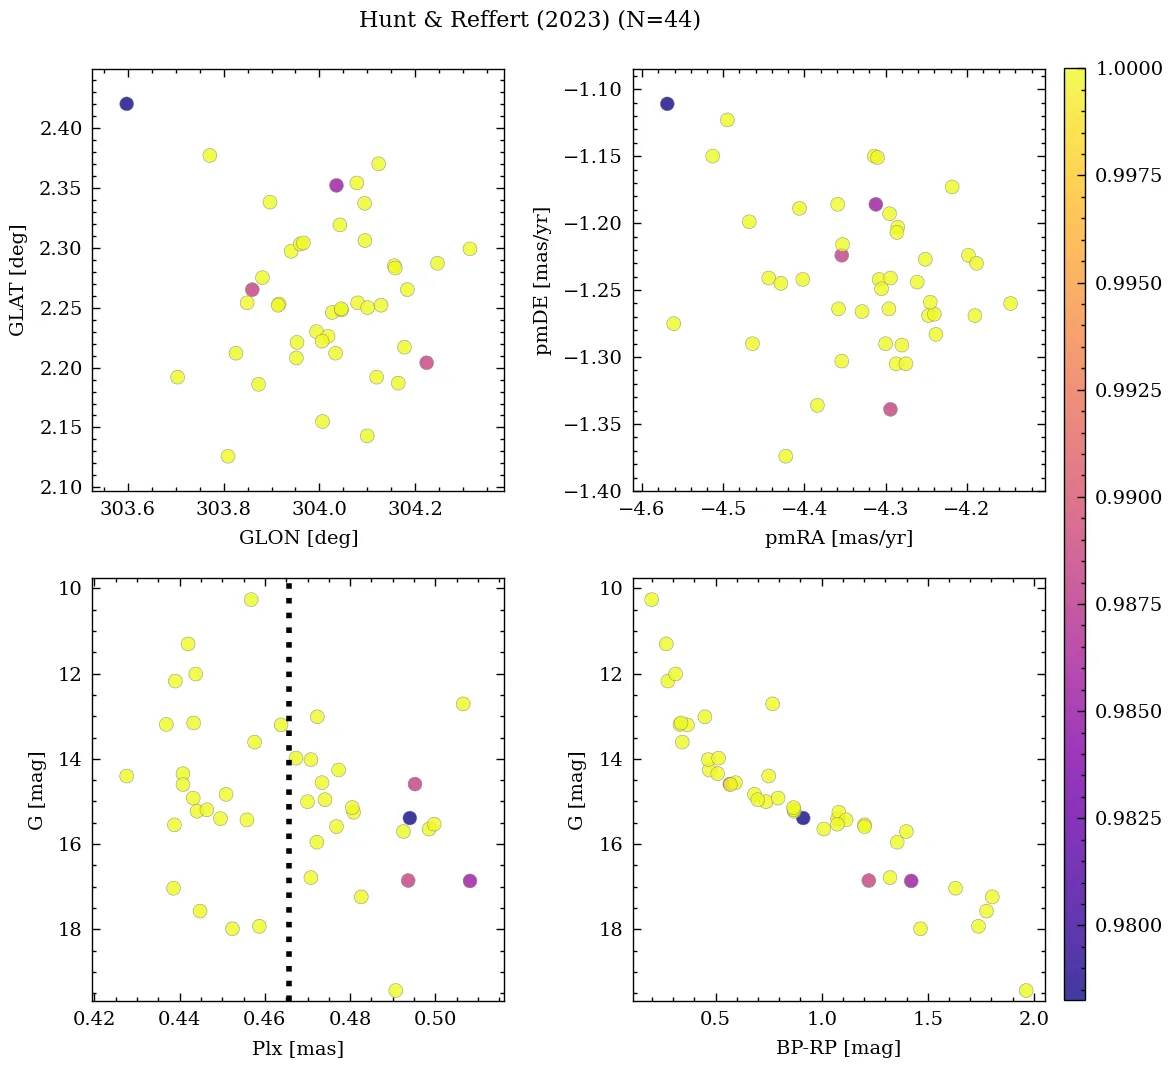 Hunt & Reffert (2023) (N=44)
2.40
2.35
2.30
2.25
2.20
2.15
2.10
GLAT [deg]
303.6 303.8 304.0 304.2
GLON [deg]
−1.10
−1.15
−1.20
−1.25
−1.30
−1.35
−1.40
pmDE [mas/yr]
−4.6 −4.5 −4.4 −4.3 −4.2
pmRA [mas/yr]
10
12
14
16
18
G [mag]
0.42 0.44 0.46 0.48 0.50
Plx [mas]
10
12
14
16
18
G [mag]
0.5 1.0 1.5 2.0
BP-RP [mag]
1.0000
0.9975
0.9950
0.9925
0.9900
0.9875
0.9850
0.9825
0.9800